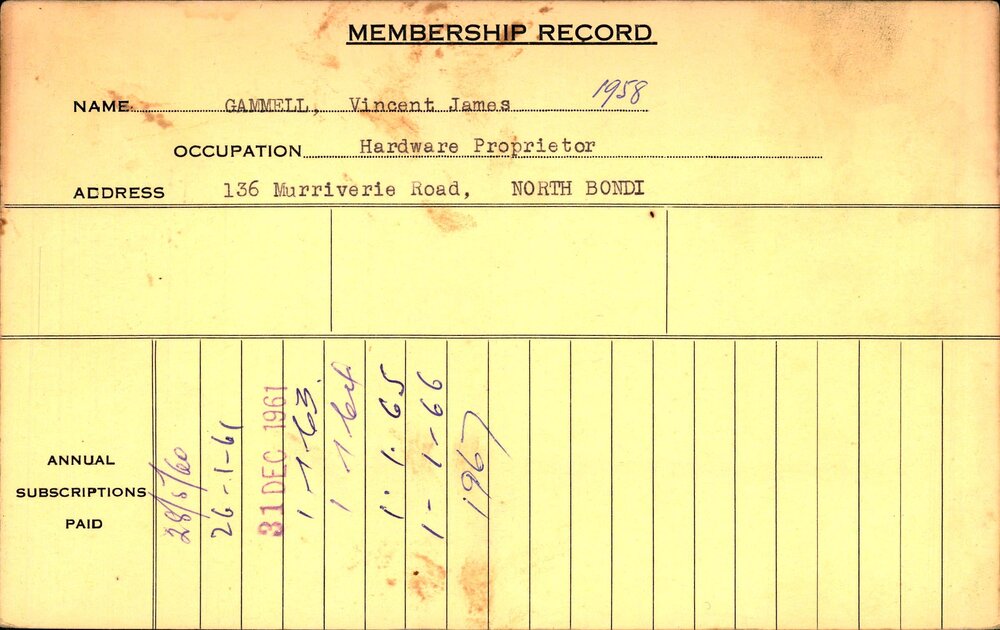 MEMBERSHIP RECORD
NAME GAMMELL, Vincent James 1958
OCCUPATION Hardware Proprietor
ADDRESS 136 Murriverie Road, NORTH BONDI
ANNUAL
SUBSCRIPTIONS
PAID
28/5/60
26-1-61
31 DEC 1961
1-1-63.
1 1 64
1.1.65
1-1-66
1967